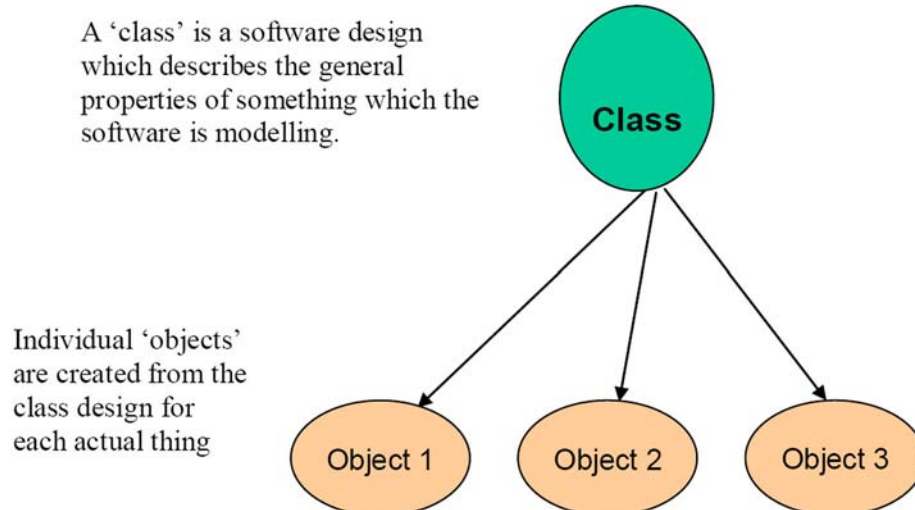 A ‘class’ is a software design
which describes the general
properties of something which the
software is modelling.
Class
Individual ‘objects’
are created from the
class design for
each actual thing
Object 1
Object 2
Object 3